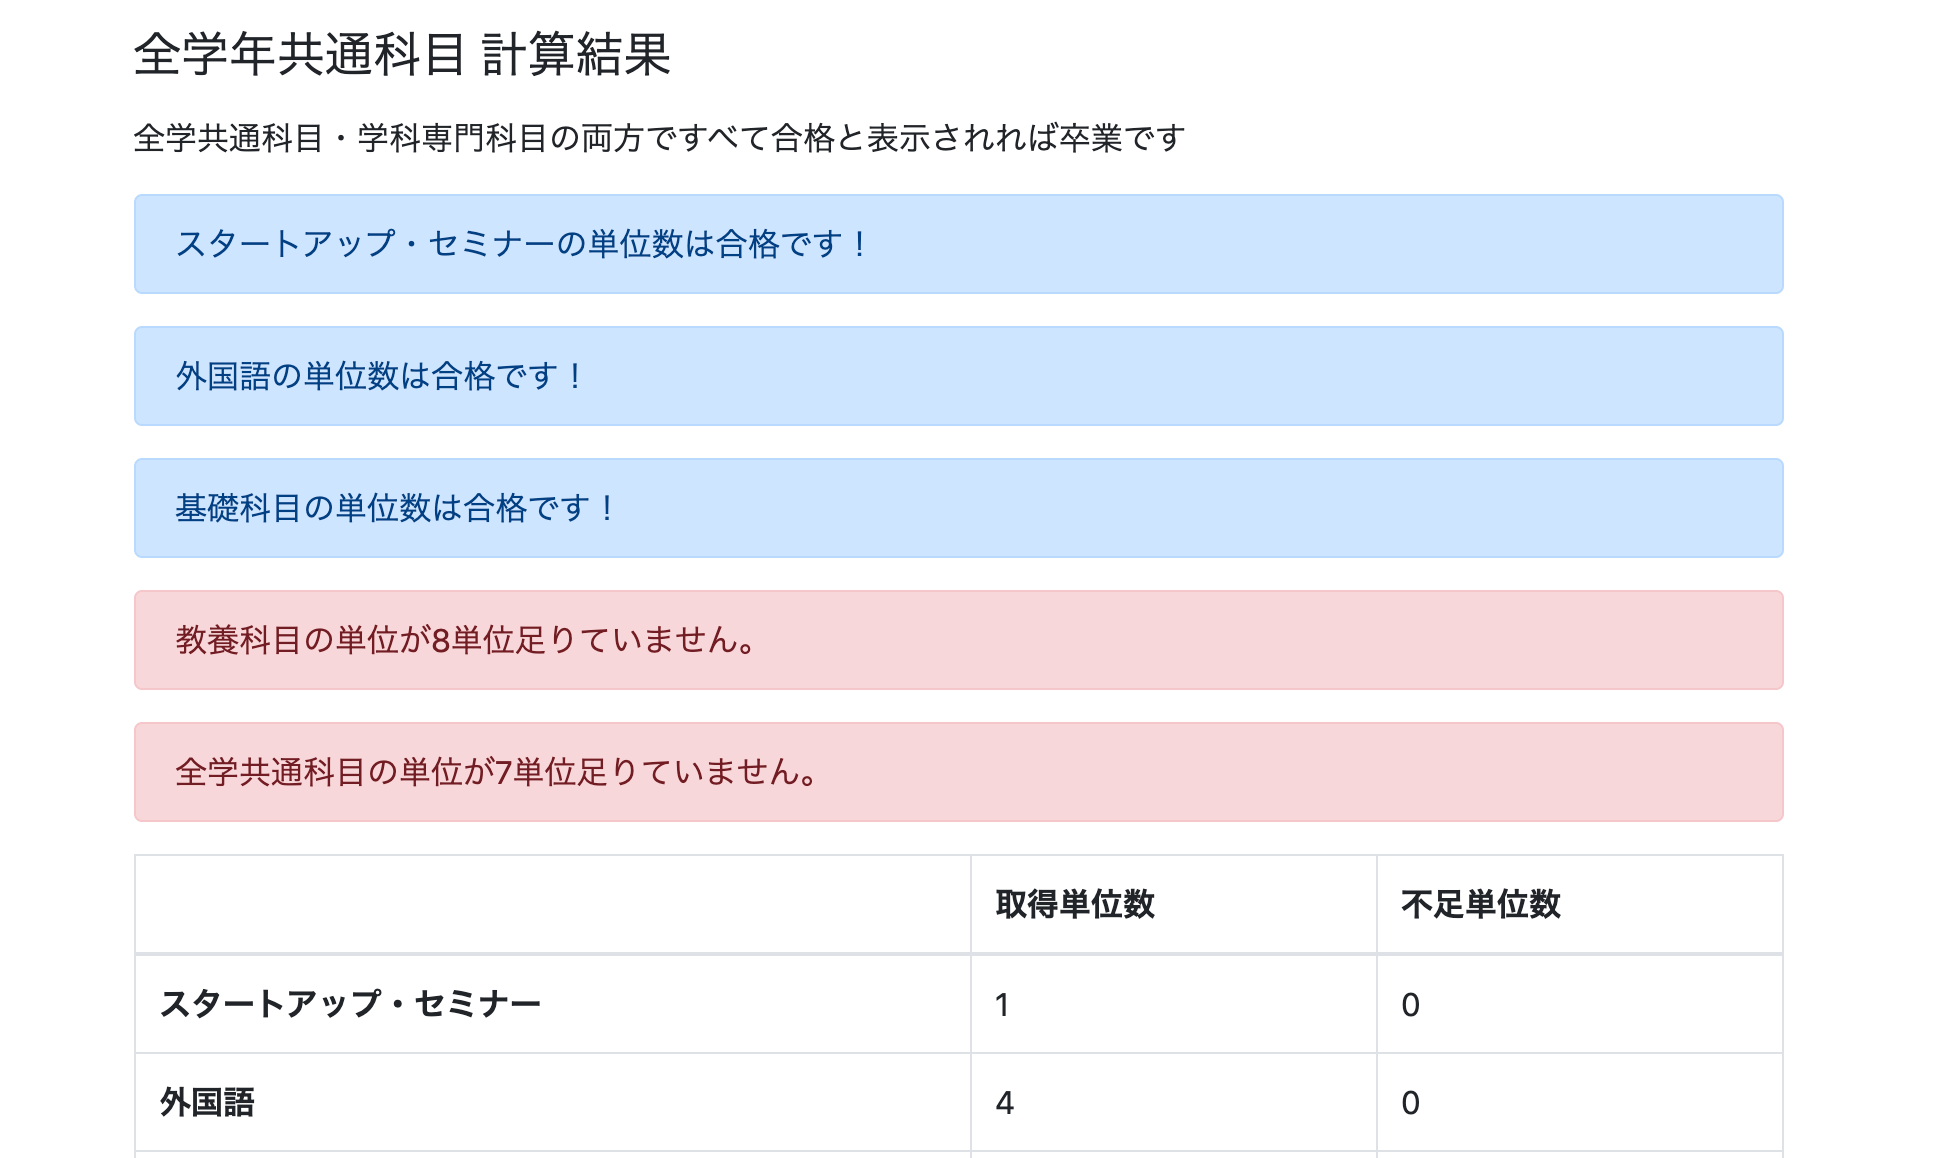 全学年共通科目 計算結果
全学共通科目・学科専門科目の両方ですべて合格と表示されれば卒業です
スタートアップ・セミナーの単位数は合格です！
外国語の単位数は合格です！
基礎科目の単位数は合格です！
教養科目の単位が8単位足りていません。
全学共通科目の単位が7単位足りていません。
取得単位数 不足単位数
スタートアップ・セミナー 1 0
外国語 4 0